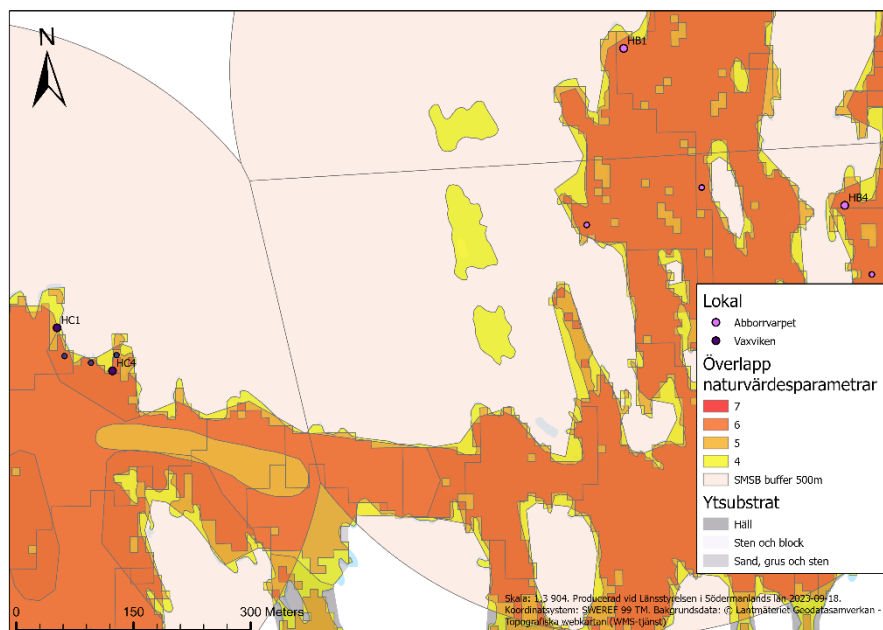 N
HB1
HB4
HC1
HC4
Lokal
Abborrvarpet
Vaxviken
Överlapp
naturvärdesparametrar
7
6
5
4
SMSB buffer 500m
Ytsubstrat
Häll
Sten och block
Sand, grus och sten
0 150 300 Meters
Skala: 1:3 904. Producerad vid Länsstyrelsen i Södermanlands län 2023-09-18.
Koordinatsystem: SWEREF 99 TM. Bakgrundsdata: © Lantmäteriet Geodatasamverkan -
Topografiska webkartan (WMS-tjänst)